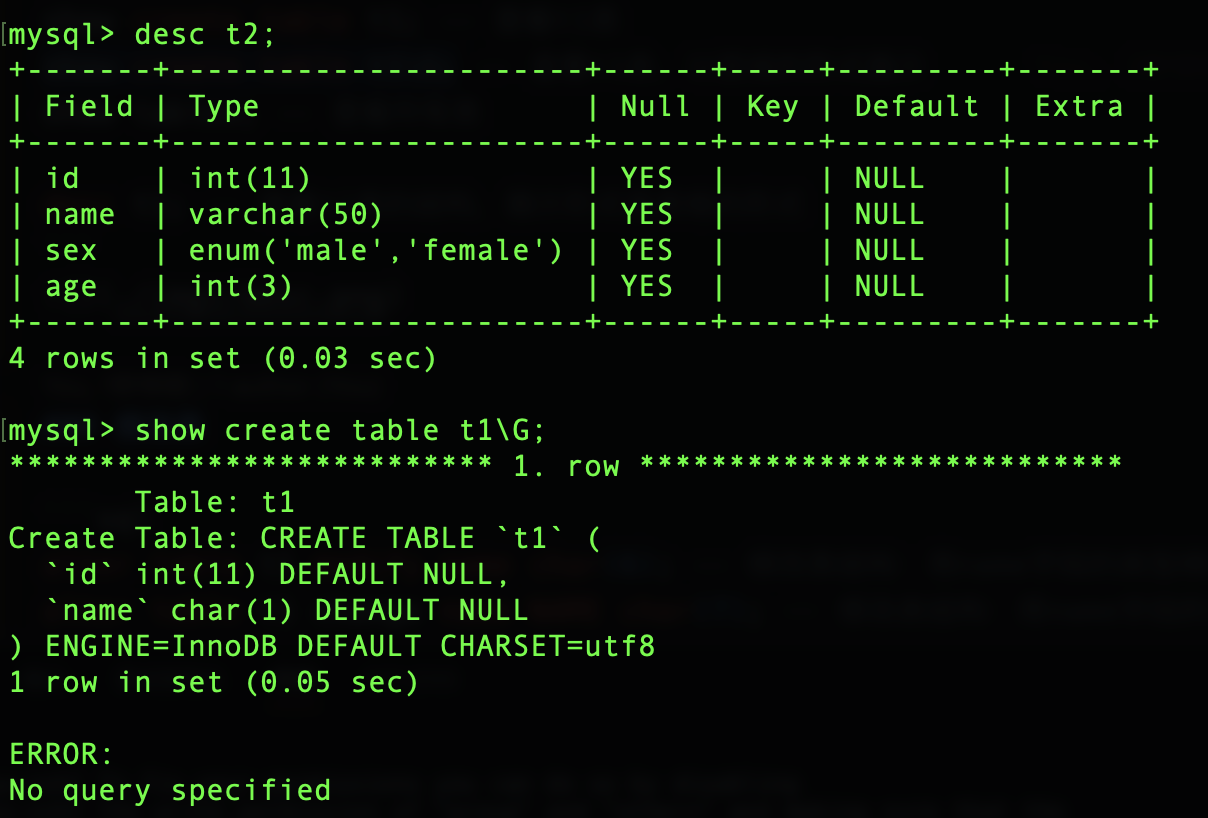 mysql> desc t2;
+-------+-----------------------+------+-----+---------+-------+
| Field | Type                  | Null | Key | Default | Extra |
+-------+-----------------------+------+-----+---------+-------+
| id    | int(11)               | YES  |     | NULL    |       |
| name  | varchar(50)           | YES  |     | NULL    |       |
| sex   | enum('male','female') | YES  |     | NULL    |       |
| age   | int(3)                | YES  |     | NULL    |       |
+-------+-----------------------+------+-----+---------+-------+
4 rows in set (0.03 sec)

mysql> show create table t1\G;
*************************** 1. row ***************************
       Table: t1
Create Table: CREATE TABLE `t1` (
  `id` int(11) DEFAULT NULL,
  `name` char(1) DEFAULT NULL
) ENGINE=InnoDB DEFAULT CHARSET=utf8
1 row in set (0.05 sec)

ERROR:
No query specified